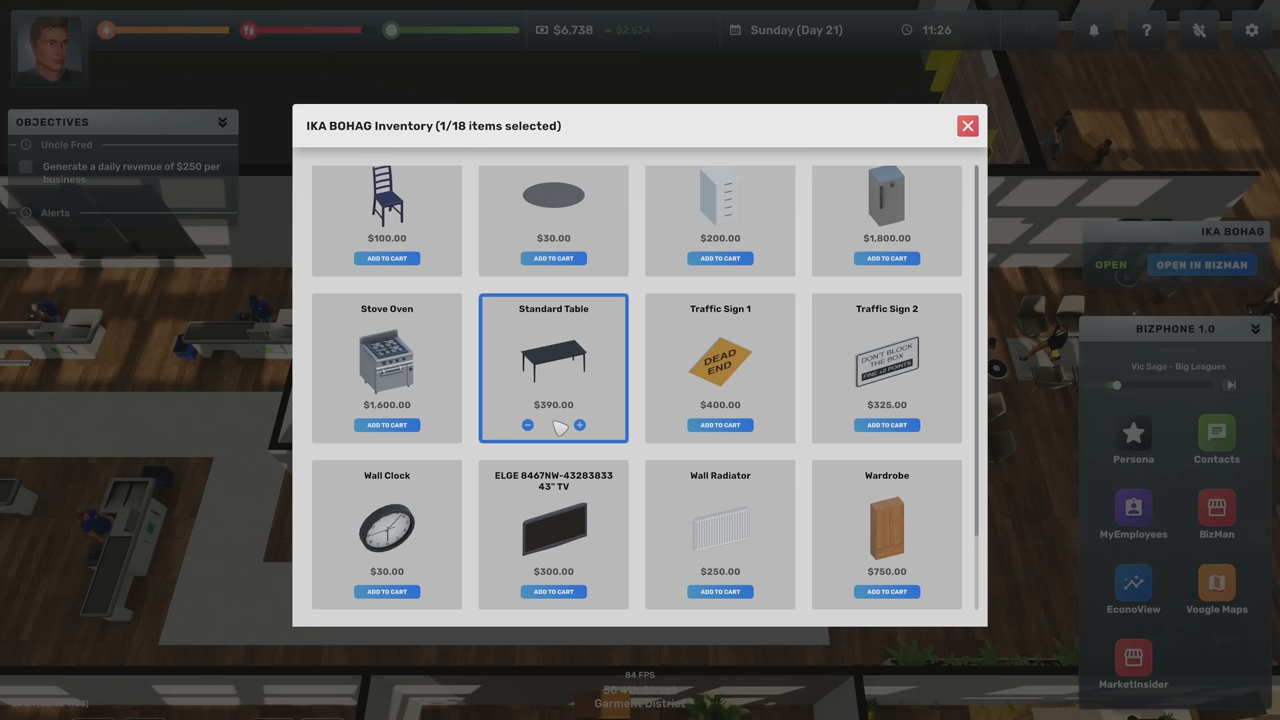 $6,738
$2,534
Sunday (Day 21)
11:26
?
OBJECTIVES
Uncle Fred
Generate a daily revenue of $250 per
business
Alerts
IKA BOHAG Inventory (1/18 items selected)
$100.00
ADD TO CART
$30.00
ADD TO CART
$200.00
ADD TO CART
$1,800.00
ADD TO CART
Stove Oven
$1,600.00
ADD TO CART
Standard Table
$390.00
Traffic Sign 1
DEAD
END
$400.00
ADD TO CART
Traffic Sign 2
DON'T BLOCK
THE BOX
FINE +2 POINTS
$325.00
ADD TO CART
Wall Clock
$30.00
ADD TO CART
ELGE 8467NW-43283833
43" TV
$300.00
ADD TO CART
Wall Radiator
$250.00
ADD TO CART
Wardrobe
$750.00
ADD TO CART
IKA BOHAG
OPEN
OPEN IN BIZMAN
BIZPHONE 1.0
Vic Sage - Big Leagues
Persona
Contacts
MyEmployees
BizMan
EconoView
Voogle Maps
MarketInsider
84 FPS
Garment District